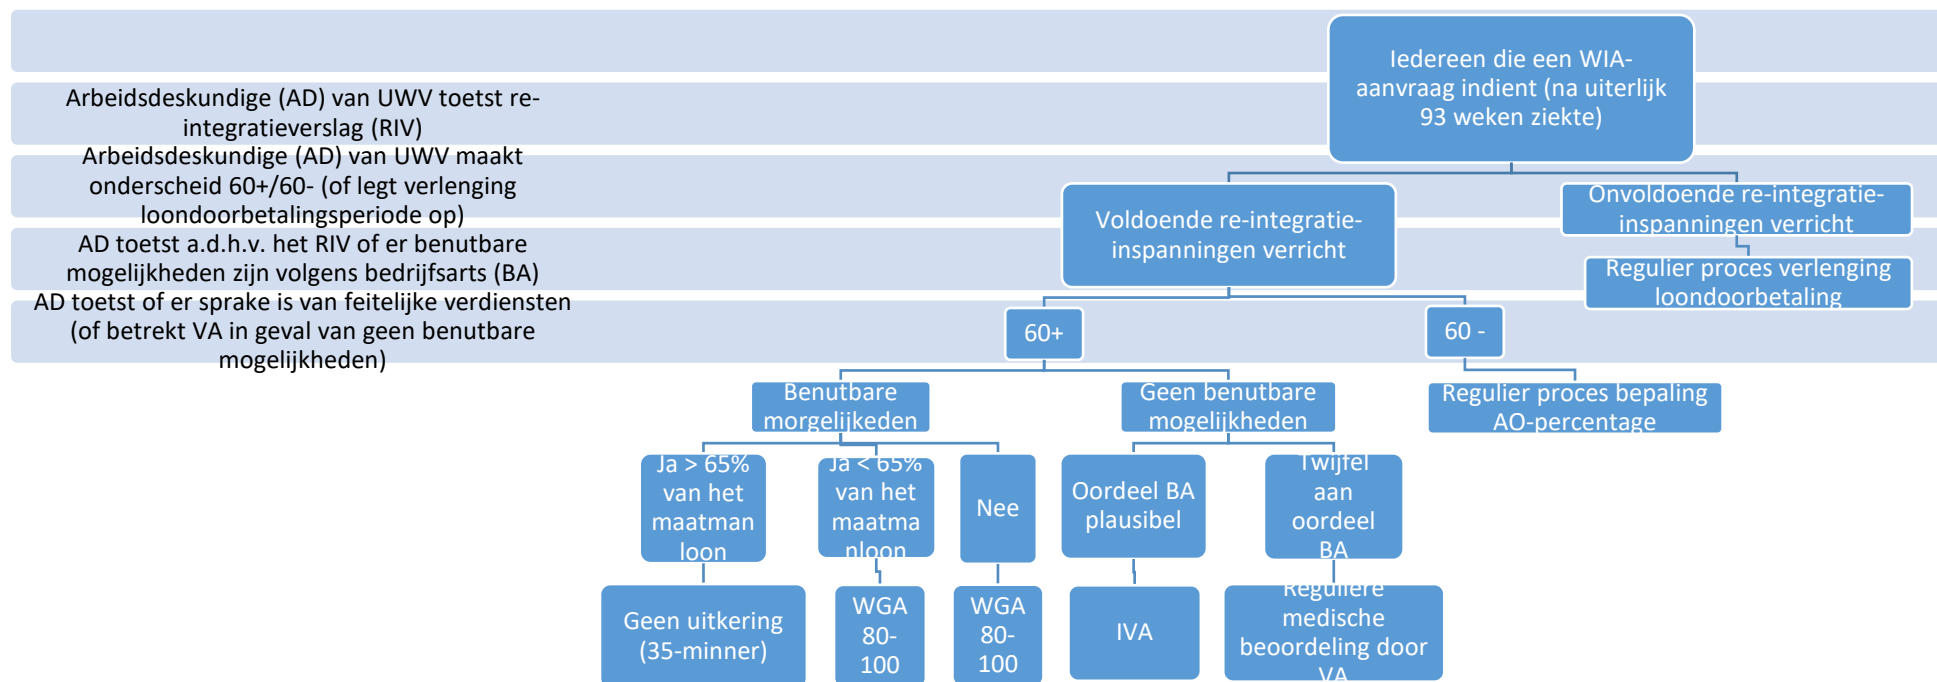 Iedereen die een WIA-
aanvraag indient (na uiterlijk
93 weken ziekte)
Arbeidsdeskundige (AD) van UWV toetst re-
integratieverslag (RIV)
Arbeidsdeskundige (AD) van UWV maakt
onderscheid 60+/60- (of legt verlenging
loondoorbetalingsperiode op)
Voldoende re-integratie-
inspanningen verricht
Onvoldoende re-integratie-
inspanningen verricht
AD toetst a.d.h.v. het RIV of er benutbare
mogelijkheden zijn volgens bedrijfsarts (BA)
Regulier proces verlenging
loondoorbetaling
AD toetst of er sprake is van feitelijke verdiensten
(of betrekt VA in geval van geen benutbare
mogelijkheden)
60+
60 -
Benutbare
morgelijkeden
Geen benutbare
mogelijkheden
Regulier proces bepaling
AO-percentage
Ja > 65%
van het
maatman
loon
Ja < 65%
van het
maatma
nloon
Nee
Oordeel BA
plausibel
Twijfel
aan
oordeel
BA
Geen uitkering
(35-minner)
WGA
80-
100
WGA
80-
100
IVA
Reguliere
medische
beoordeling door
VA